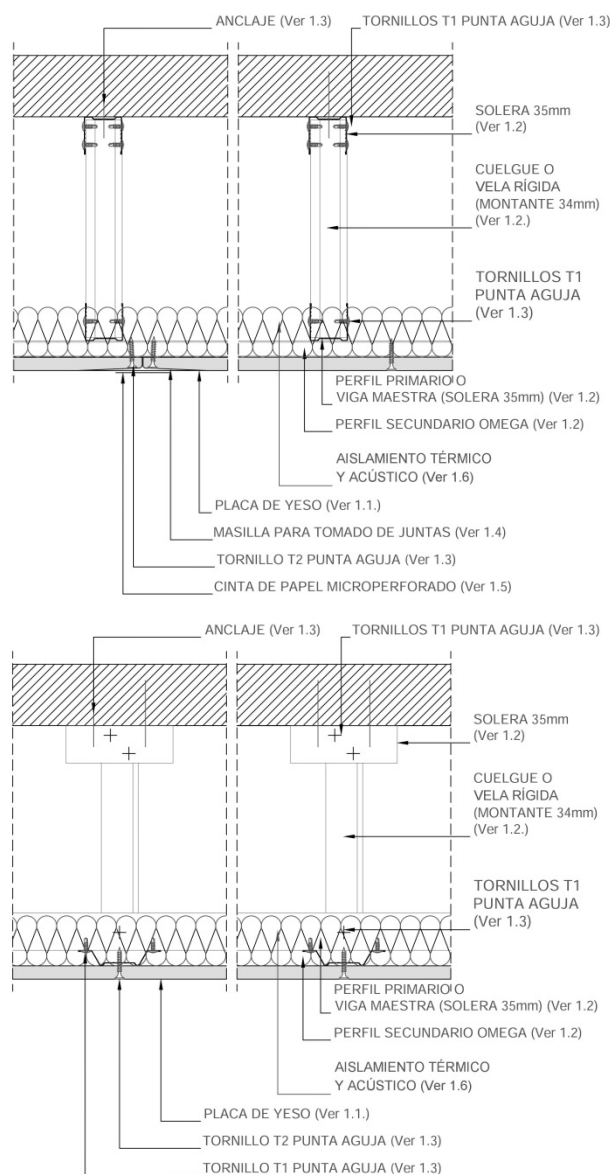 ANCLAJE (Ver 1.3)
TORNILLOS T1 PUNTA AGUJA (Ver 1.3)
SOLERA 35mm
(Ver 1.2)
CUELGUE O
VELA RÍGIDA
(MONTANTE 34mm)
(Ver 1.2.)
TORNILLOS T1
PUNTA AGUJA
(Ver 1.3)
PERFIL PRIMARIO O
VIGA MAESTRA (SOLERA 35mm) (Ver 1.2)
PERFIL SECUNDARIO OMEGA (Ver 1.2)
AISLAMIENTO TÉRMICO
Y ACÚSTICO (Ver 1.6)
PLACA DE YESO (Ver 1.1.)
MASILLA PARA TOMADO DE JUNTAS (Ver 1.4)
TORNILLO T2 PUNTA AGUJA (Ver 1.3)
CINTA DE PAPEL MICROPERFORADO (Ver 1.5)
ANCLAJE (Ver 1.3)
TORNILLOS T1 PUNTA AGUJA (Ver 1.3)
SOLERA 35mm
(Ver 1.2)
CUELGUE O
VELA RÍGIDA
(MONTANTE 34mm)
(Ver 1.2.)
TORNILLOS T1
PUNTA AGUJA
(Ver 1.3)
PERFIL PRIMARIO O
VIGA MAESTRA (SOLERA 35mm) (Ver 1.2)
PERFIL SECUNDARIO OMEGA (Ver 1.2)
AISLAMIENTO TÉRMICO
Y ACÚSTICO (Ver 1.6)
PLACA DE YESO (Ver 1.1.)
TORNILLO T2 PUNTA AGUJA (Ver 1.3)
TORNILLO T1 PUNTA AGUJA (Ver 1.3)